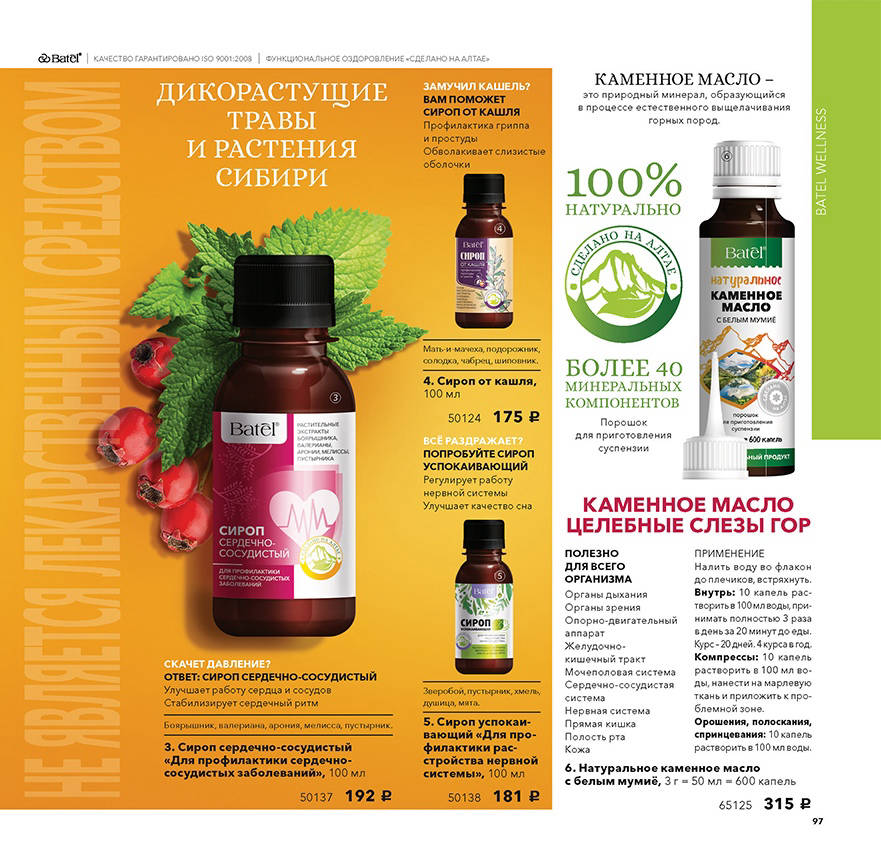 Batel®
КАЧЕСТВО ГАРАНТИРОВАНО ISO 9001:2008
ФУНКЦИОНАЛЬНОЕ ОЗДОРОВЛЕНИЕ «СДЕЛАНО НА АЛТАЕ»
НЕ ЯВЛЯЕТСЯ ЛЕКАРСТВЕННЫМ СРЕДСТВОМ
ДИКОРАСТУЩИЕ
ТРАВЫ
И РАСТЕНИЯ
СИБИРИ
3
Batel®
РАСТИТЕЛЬНЫЕ
ЭКСТРАКТЫ
БОЯРЫШНИКА,
ВАЛЕРИАНЫ,
АРОНИИ, МЕЛИССЫ,
ПУСТЫРНИКА
СИРОП
СЕРДЕЧНО-
СОСУДИСТЫЙ
ДЛЯ ПРОФИЛАКТИКИ
СЕРДЕЧНО-СОСУДИСТЫХ
ЗАБОЛЕВАНИЙ
СКАЧЕТ ДАВЛЕНИЕ?
ОТВЕТ: СИРОП СЕРДЕЧНО-СОСУДИСТЫЙ
Улучшает работу сердца и сосудов
Стабилизирует сердечный ритм
Боярышник, валериана, арония, мелисса, пустырник.
3. Сироп сердечно-сосудистый
«Для профилактики сердечно-
сосудистых заболеваний», 100 мл
50137 192 ₽
ЗАМУЧИЛ КАШЕЛЬ?
ВАМ ПОМОЖЕТ
СИРОП ОТ КАШЛЯ
Профилактика гриппа
и простуды
Обволакивает слизистые
оболочки
4
Batel®
СИРОП
ОТ КАШЛЯ
Мать-и-мачеха, подорожник,
солодка, чабрец, шиповник.
4. Сироп от кашля,
100 мл
50124 175 ₽
ВСЁ РАЗДРАЖАЕТ?
ПОПРОБУЙТЕ СИРОП
УСПОКАИВАЮЩИЙ
Регулирует работу
нервной системы
Улучшает качество сна
5
Batel
СИРОП
УСПОКАИВАЮЩИЙ
Зверобой, пустырник, хмель,
душица, мята.
5. Сироп успокаи-
вающий «Для про-
филактики рас-
стройства нервной
системы», 100 мл
50138 181 ₽
КАМЕННОЕ МАСЛО –
это природный минерал, образующийся
в процессе естественного выщелачивания
горных пород.
100%
НАТУРАЛЬНО
СДЕЛАНО НА АЛТАЕ
БОЛЕЕ 40
МИНЕРАЛЬНЫХ
КОМПОНЕНТОВ
Порошок
для приготовления
суспензии
6
Batel®
натуральное
КАМЕННОЕ
МАСЛО
С БЕЛЫМ МУМИЁ
порошок
для приготовления
суспензии
600 капель
BATEL WELLNESS
КАМЕННОЕ МАСЛО
ЦЕЛЕБНЫЕ СЛЕЗЫ ГОР
ПОЛЕЗНО
ДЛЯ ВСЕГО
ОРГАНИЗМА
Органы дыхания
Органы зрения
Опорно-двигательный
аппарат
Желудочно-
кишечный тракт
Мочеполовая система
Сердечно-сосудистая
система
Нервная система
Прямая кишка
Полость рта
Кожа
ПРИМЕНЕНИЕ
Налить воду во флакон
до плечиков, встряхнуть.
Внутрь: 10 капель рас-
творить в 100 мл воды, при-
нимать полностью 3 раза
в день за 20 минут до еды.
Курс – 20 дней. 4 курса в год.
Компрессы: 10 капель
растворить в 100 мл во-
ды, нанести на марлевую
ткань и приложить к про-
блемной зоне.
Орошения, полоскания,
спринцевания: 10 капель
растворить в 100 мл воды.
6. Натуральное каменное масло
с белым мумиё, 3 г = 50 мл = 600 капель
65125 315 ₽
97